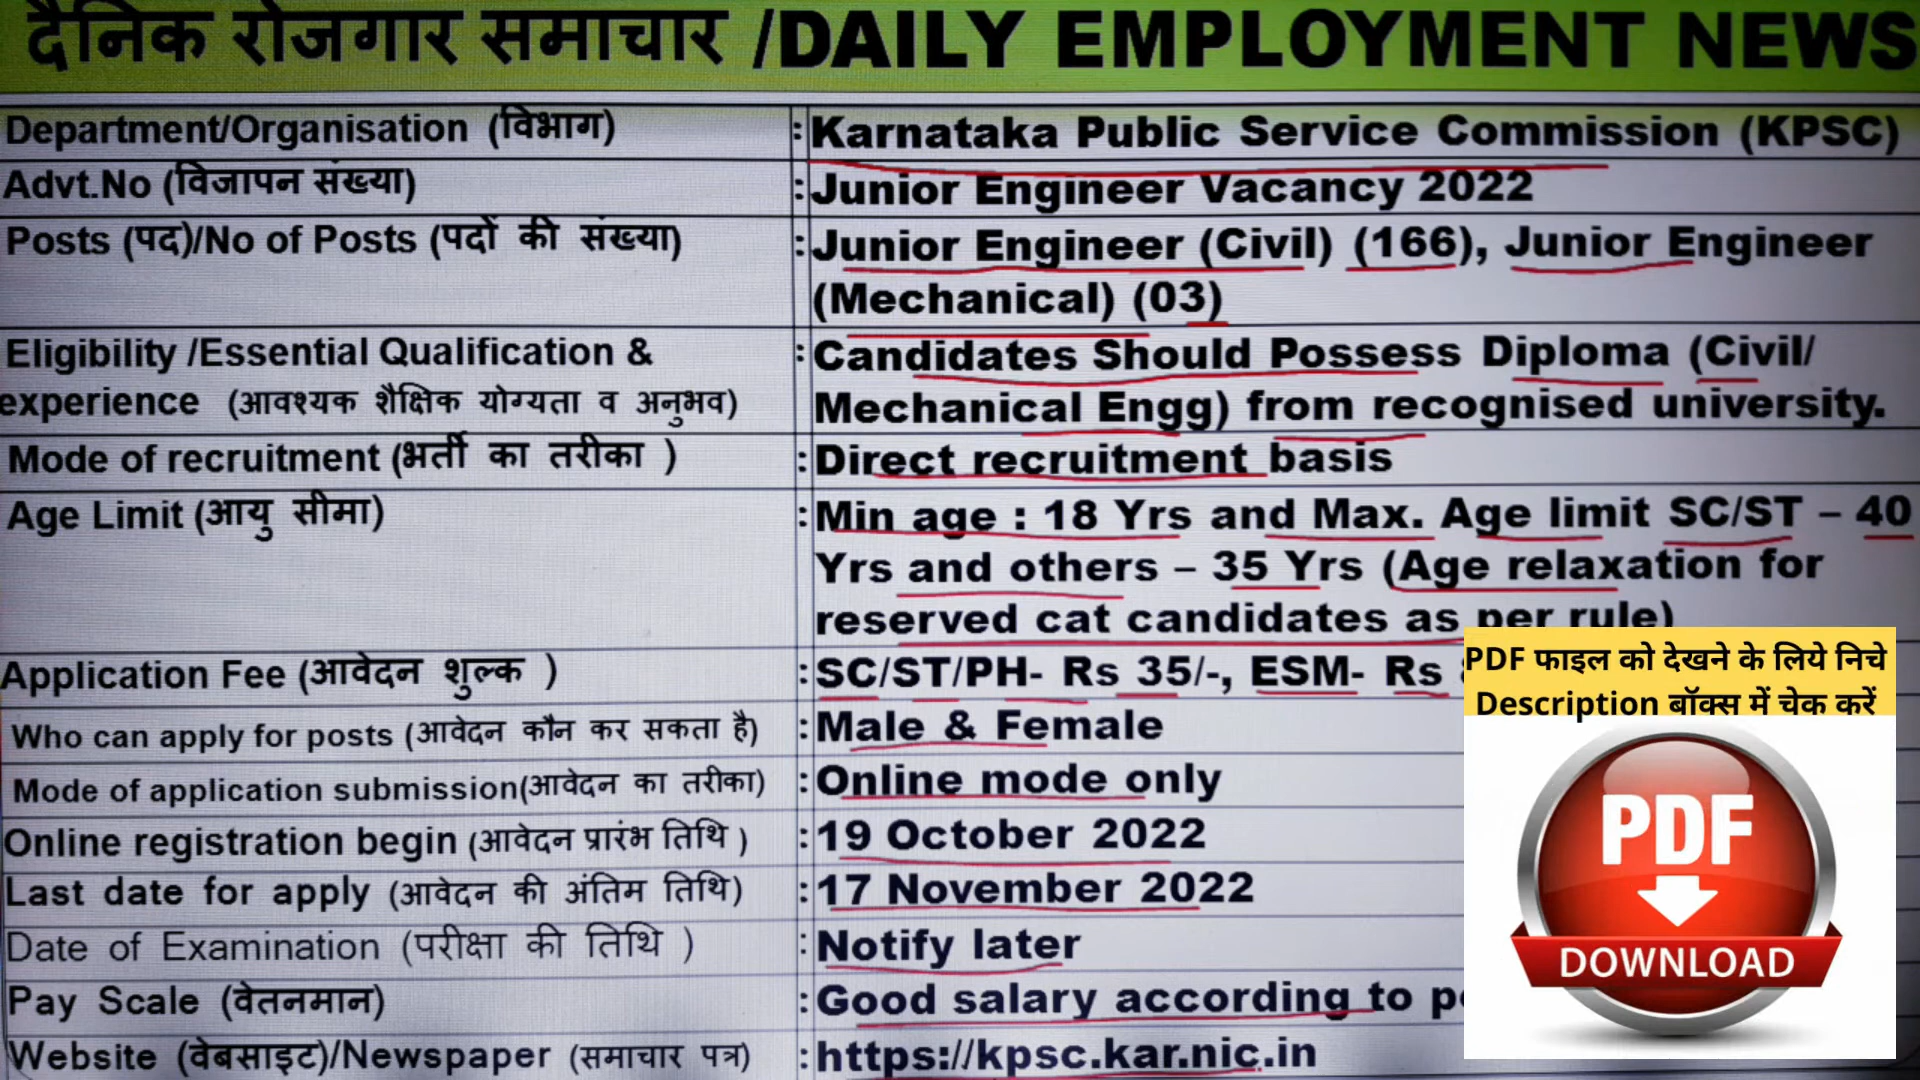 दैनिक रोजगार समाचार /DAILY EMPLOYMENT NEWS
Department/Organisation (विभाग) : Karnataka Public Service Commission (KPSC)
Advt.No (विजापन संख्या) : Junior Engineer Vacancy 2022
Posts (पद)/No of Posts (पदों की संख्या) : Junior Engineer (Civil) (166), Junior Engineer
(Mechanical) (03)
Eligibility /Essential Qualification & : Candidates Should Possess Diploma (Civil/
experience (आवश्यक शैक्षिक योग्यता व अनुभव) Mechanical Engg) from recognised university.
Mode of recruitment (भर्ती का तरीका ) : Direct recruitment basis
Age Limit (आयु सीमा) : Min age : 18 Yrs and Max. Age limit SC/ST – 40
Yrs and others – 35 Yrs (Age relaxation for
reserved cat candidates as per rule)
Application Fee (आवेदन शुल्क ) : SC/ST/PH- Rs 35/-, ESM- Rs
Who can apply for posts (आवेदन कौन कर सकता है) : Male & Female
Mode of application submission(आवेदन का तरीका) : Online mode only
Online registration begin (आवेदन प्रारंभ तिथि ) : 19 October 2022
Last date for apply (आवेदन की अंतिम तिथि) : 17 November 2022
Date of Examination (परीक्षा की तिथि ) : Notify later
Pay Scale (वेतनमान) : Good salary according to
Website (वेबसाइट)/Newspaper (समाचार पत्र) : https://kpsc.kar.nic.in
PDF फाइल को देखने के लिये निचे
Description बॉक्स में चेक करें
PDF
DOWNLOAD